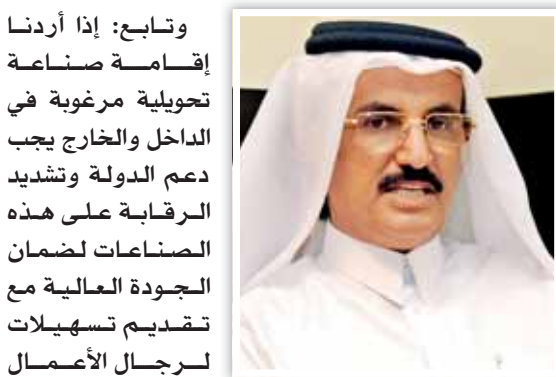 وتابع: إذا أردنا
إقامة صناعة
تحويلية مرغوبة في
الداخل والخارج يجب
دعم الدولة وتشديد
الرقابة على هذه
الصناعات لضمان
الجودة العالية مع
تقديم تسهيلات
لرجال الأعمال